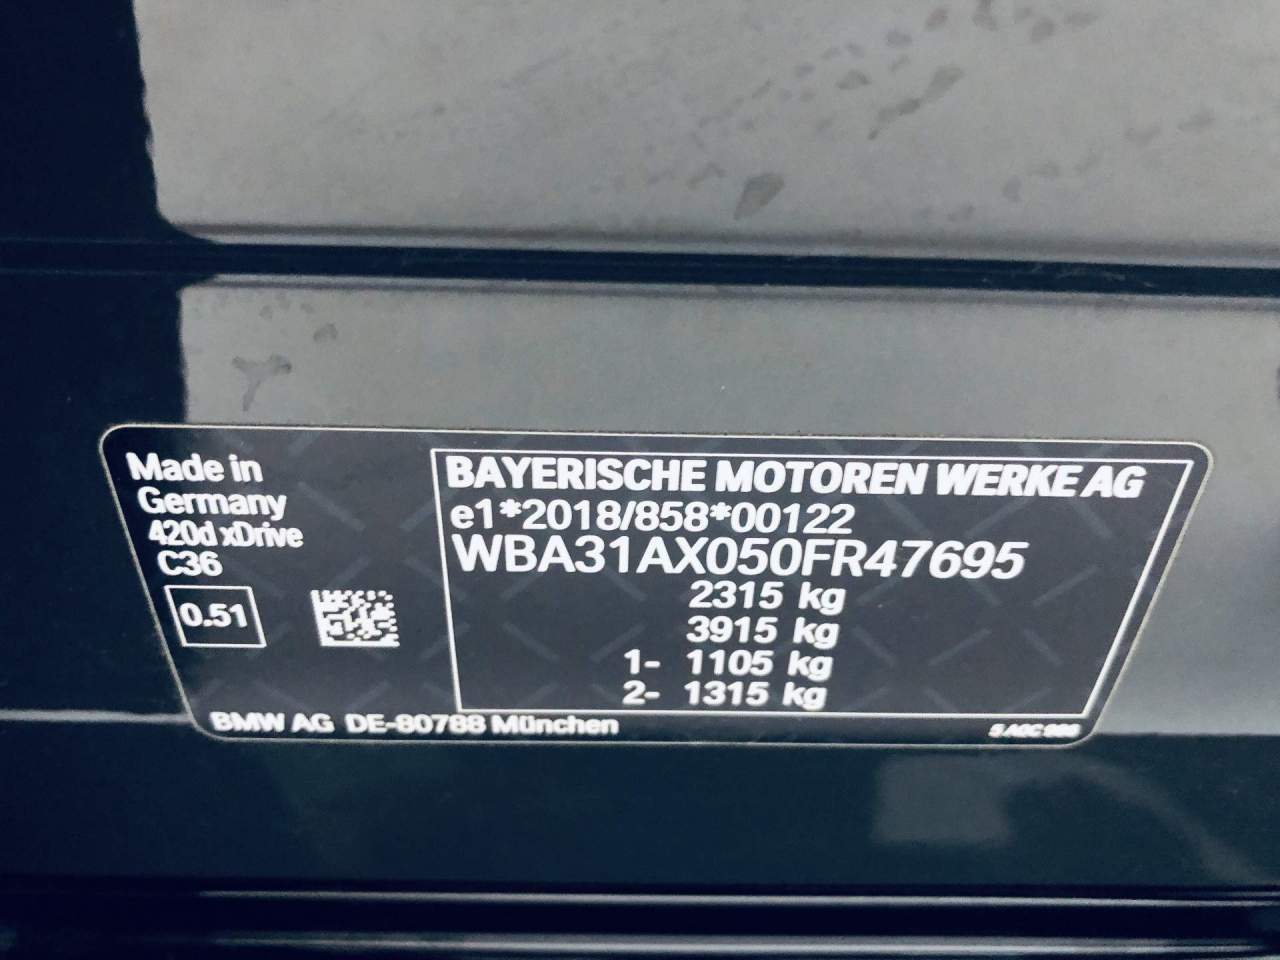 Made in
Germany
420d xDrive
C36
0.51
BAYERISCHE MOTOREN WERKE AG
e1*2018/858*00122
WBA31AX050FR47695
2315 kg
3915 kg
1- 1105 kg
2- 1315 kg
BMW AG DE-80788 München